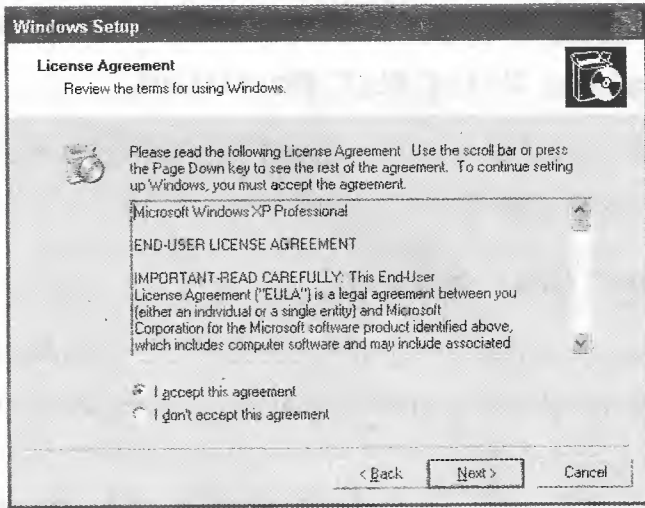 Windows Setup
License Agreement
Review the terms for using Windows.
Please read the following License Agreement. Use the scroll bar or press
the Page Down key to see the rest of the agreement. To continue setting
up Windows, you must accept the agreement.
Microsoft Windows XP Professional
END-USER LICENSE AGREEMENT
IMPORTANT-READ CAREFULLY: This End-User
License Agreement ("EULA") is a legal agreement between you
(either an individual or a single entity) and Microsoft
Corporation for the Microsoft software product identified above,
which includes computer software and may include associated
I accept this agreement
I don't accept this agreement
< Back
Next >
Cancel